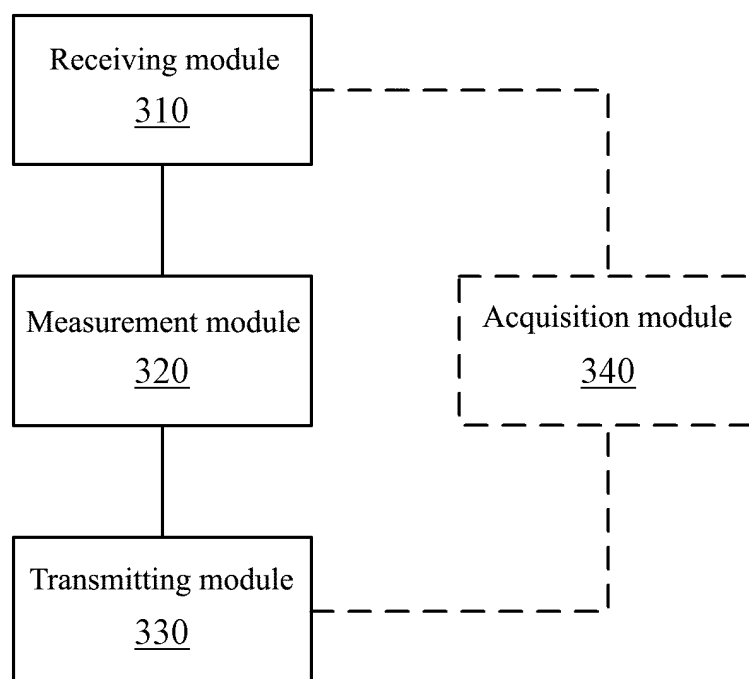 Receiving module
310
Measurement module
320
Acquisition module
340
Transmitting module
330